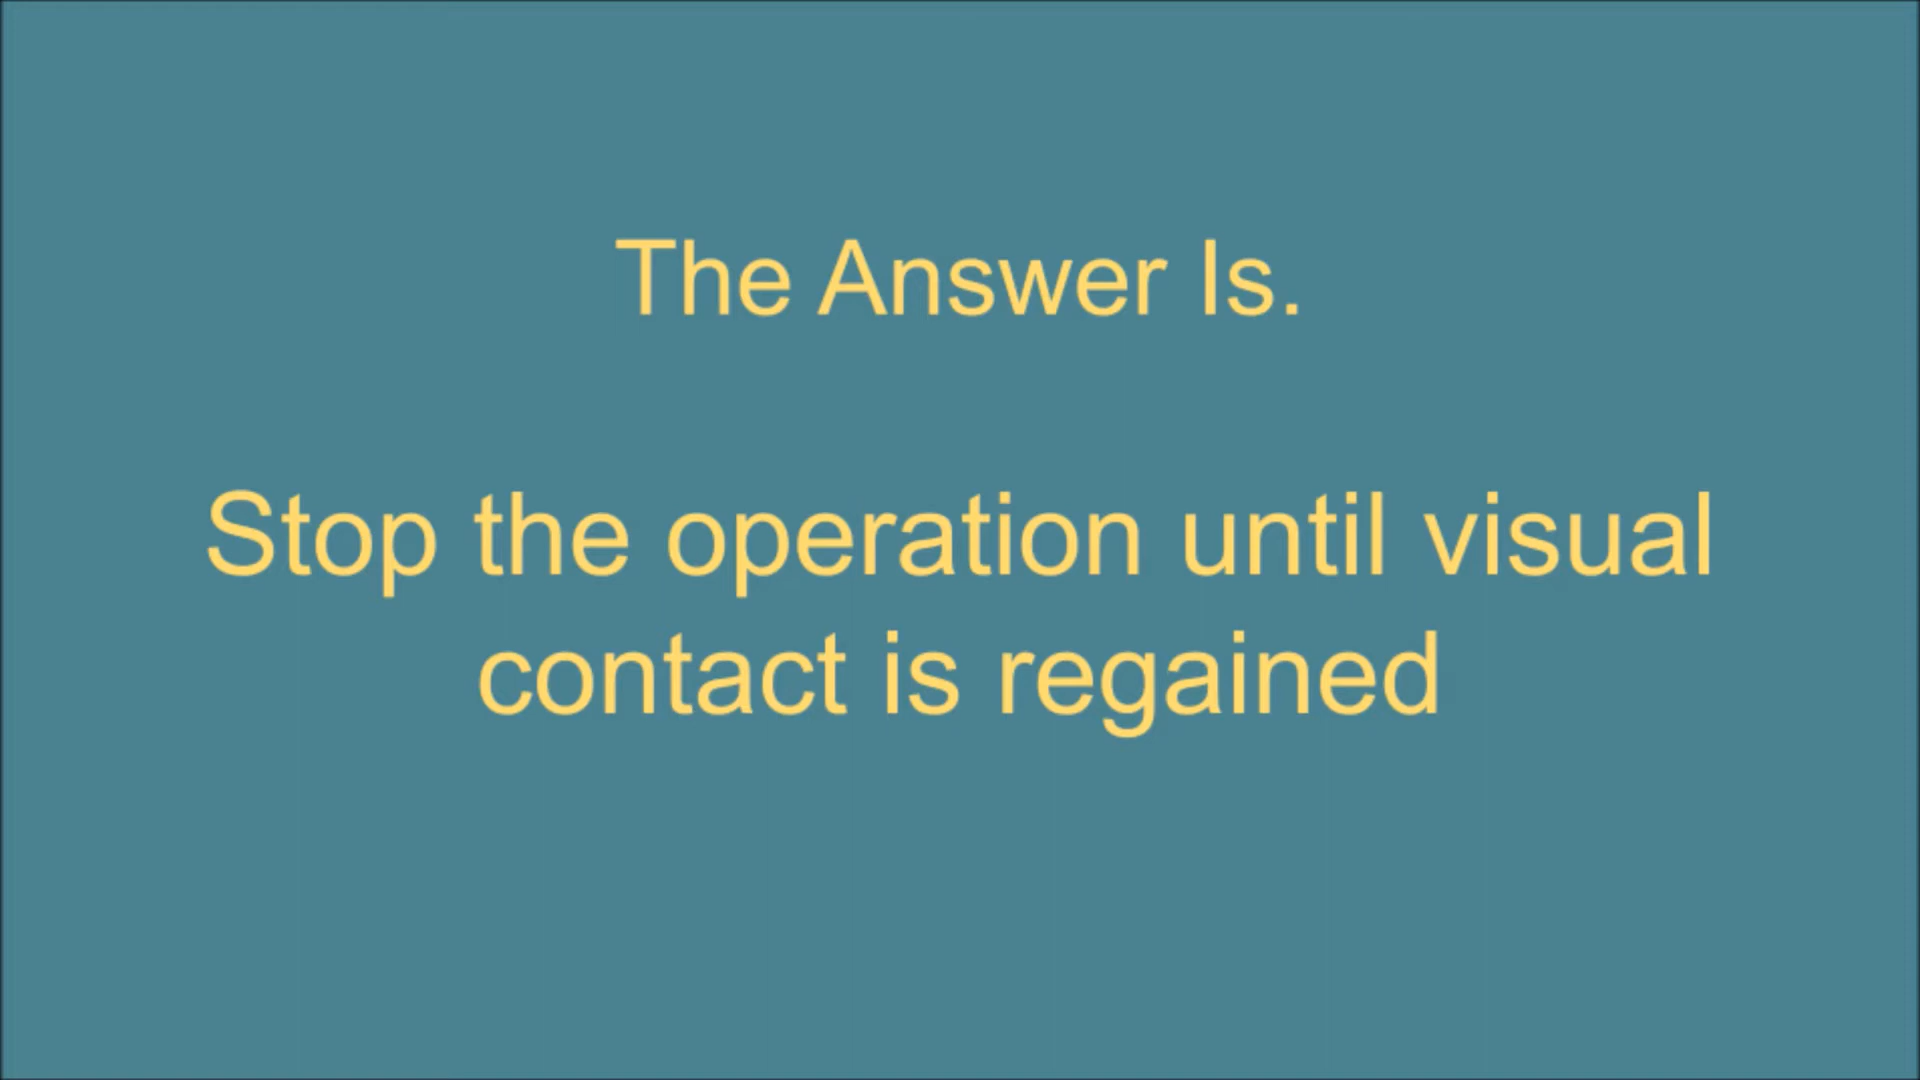 The Answer Is.
Stop the operation until visual
contact is regained